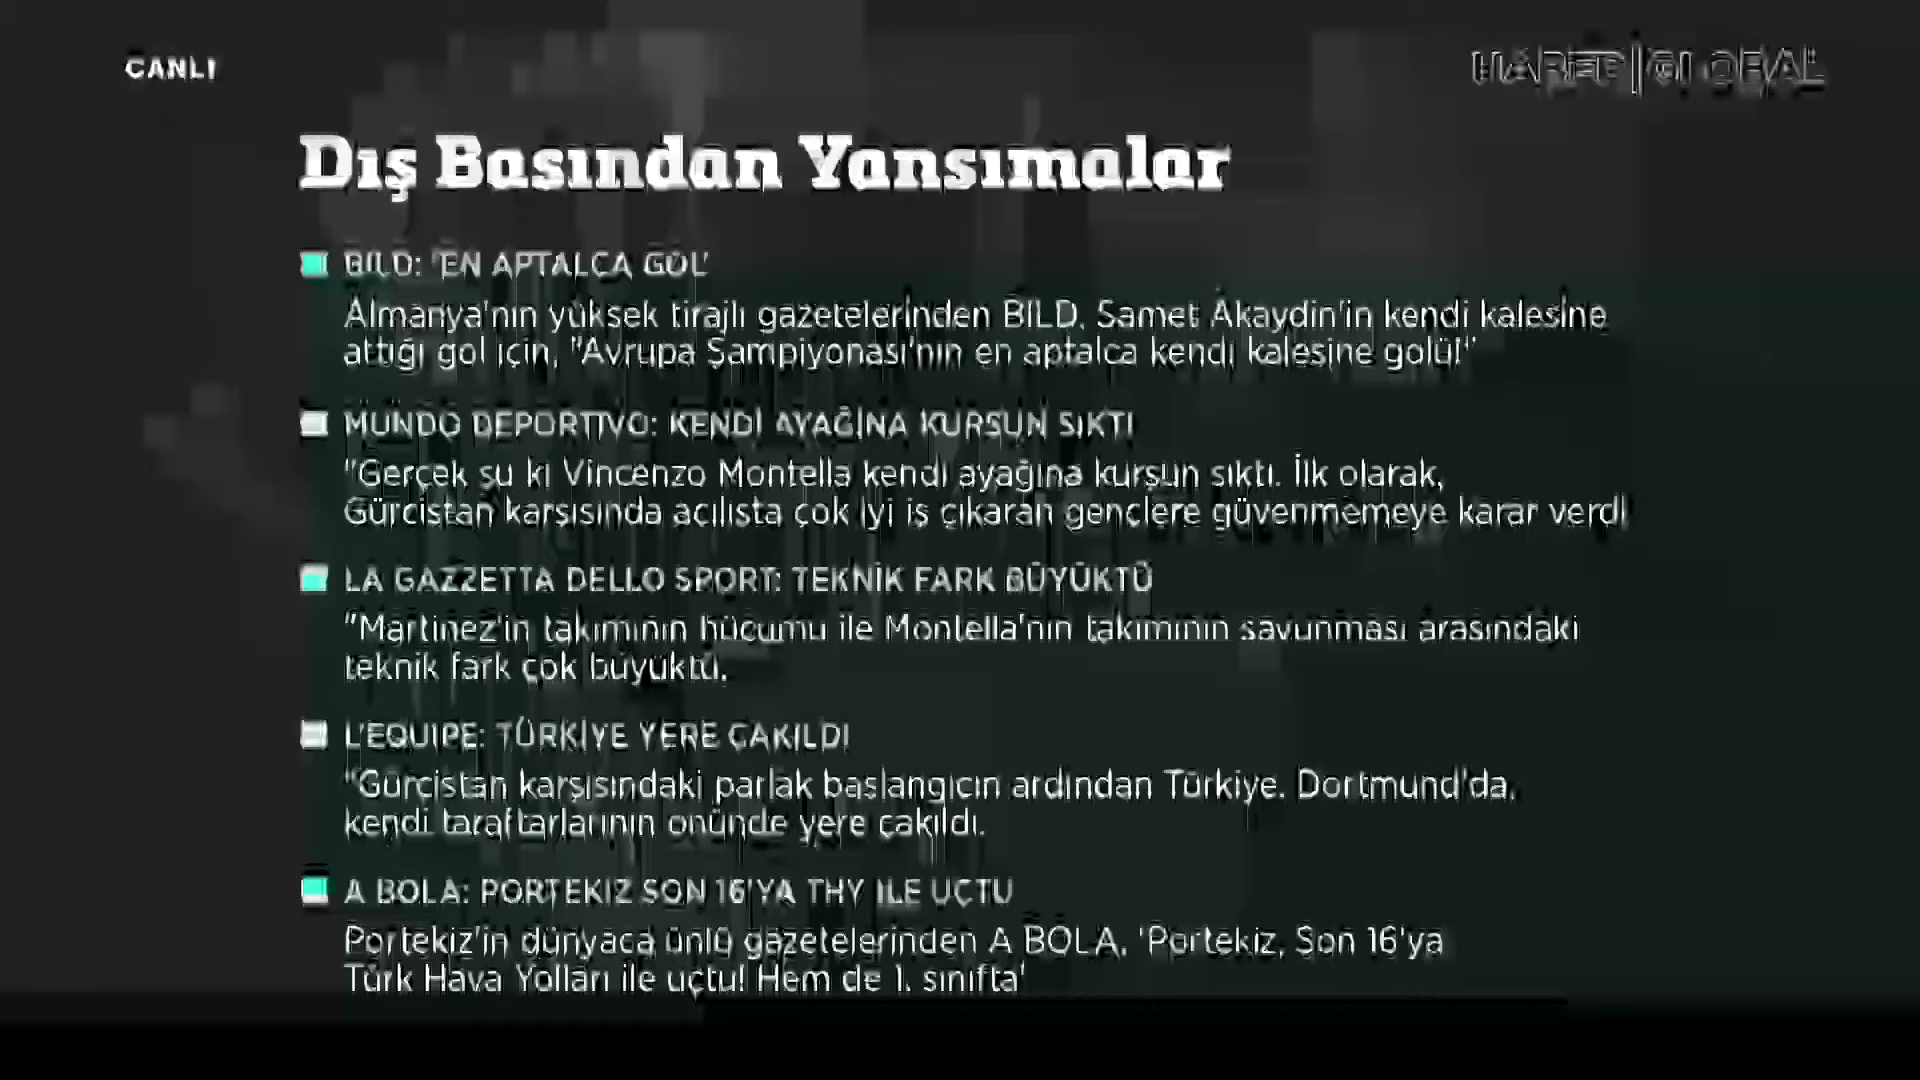 CANLI
HABER|GLOBAL
Dış Basından Yansımalar
BILD: 'EN APTALCA GOL'
Almanya'nın yüksek tirajlı gazetelerinden BILD, Samet Akaydin'in kendi kalesine
attığı gol için, "Avrupa Şampiyonası'nın en aptalca kendi kalesine golü!"
MUNDO DEPORTIVO: KENDİ AYAĞINA KURŞUN SIKTI
"Gerçek şu ki Vincenzo Montella kendi ayağına kurşun sıktı. İlk olarak,
Gürcistan karşısında açılışta çok iyi iş çıkaran gençlere güvenmemeye karar verdi
LA GAZZETTA DELLO SPORT: TEKNİK FARK BÜYÜKTÜ
"Martinez'in takımının hücumu ile Montella'nın takımının savunması arasındaki
teknik fark çok büyüktü.
L'EQUIPE: TÜRKİYE YERE ÇAKILDI
"Gürcistan karşısındaki parlak başlangıcın ardından Türkiye, Dortmund'da,
kendi taraftarlarının önünde yere çakıldı.
A BOLA: PORTEKİZ SON 16'YA THY İLE UÇTU
Portekiz'in dünyaca ünlü gazetelerinden A BOLA, 'Portekiz, Son 16'ya
Türk Hava Yolları ile uçtu! Hem de 1. sınıfta'